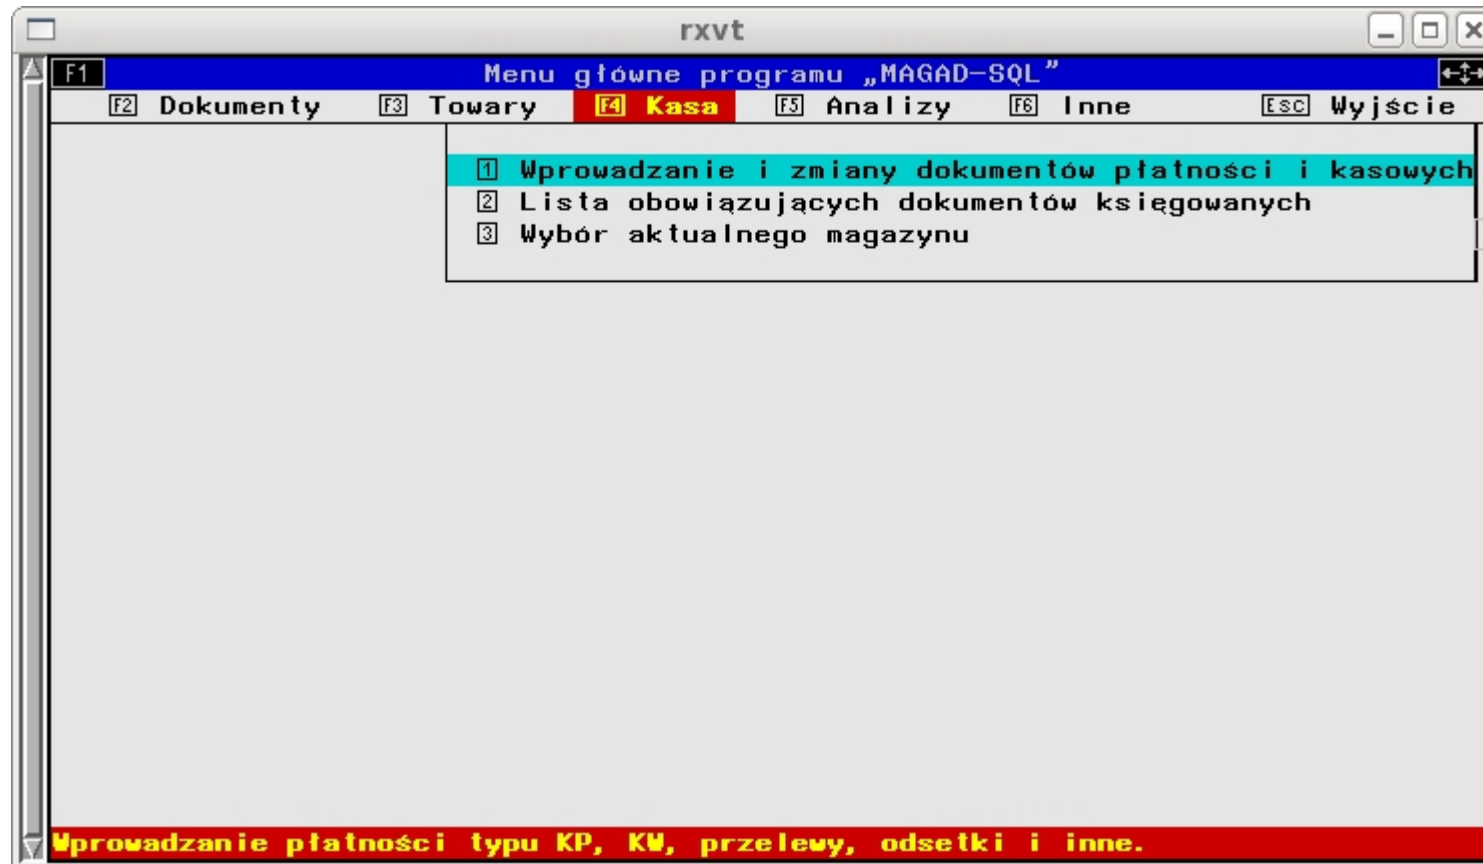 rxvt
F1 Menu główne programu „MAGAD-SQL”
F2 Dokumenty F3 Towary F4 Kasa F5 Analizy F6 Inne ESC Wyjście
1 Wprowadzanie i zmiany dokumentów płatności i kasowych
2 Lista obowiązujących dokumentów księgowanych
3 Wybór aktualnego magazynu
Wprowadzanie płatności typu KP, KW, przelewy, odsetki i inne.